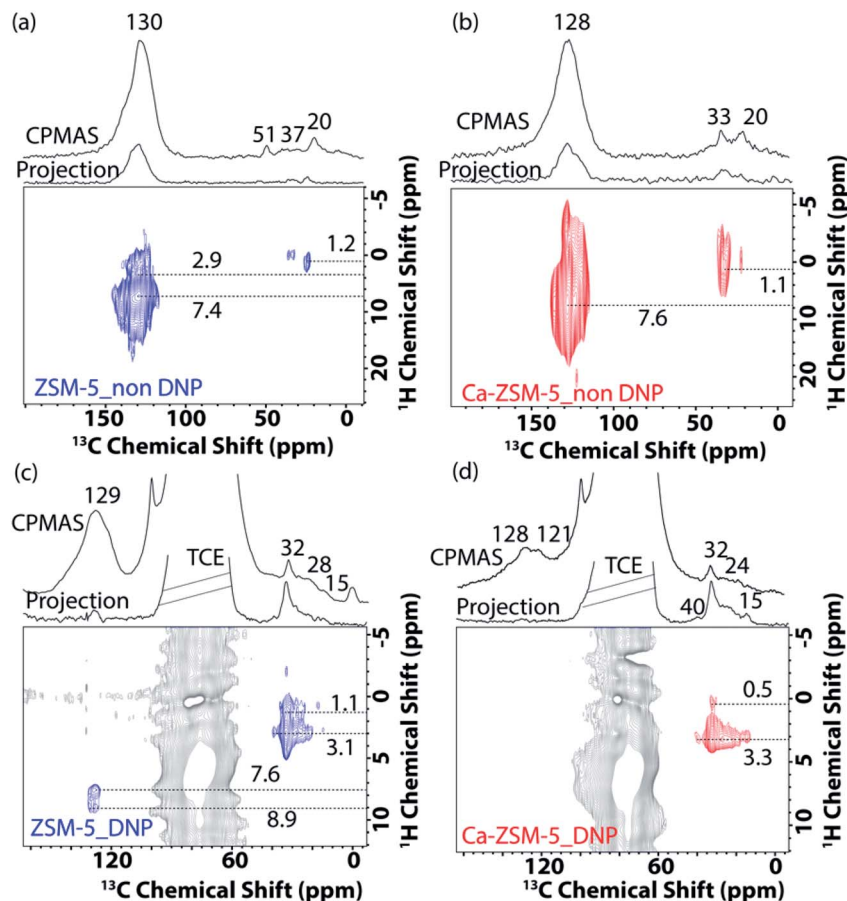 (a)
130
CPMAS
51 37 20
Projection
-5
0
10
20
1.2
2.9
7.4
ZSM-5_non DNP
150 100 50 0
13C Chemical Shift (ppm)
1H Chemical Shift (ppm)
(b)
128
CPMAS
33 20
Projection
-5
0
10
20
1.1
7.6
Ca-ZSM-5_non DNP
150 100 50 0
13C Chemical Shift (ppm)
1H Chemical Shift (ppm)
(c)
129
CPMAS
TCE
32
28
15
Projection
-5
0
5
10
1.1
3.1
7.6
8.9
ZSM-5_DNP
120 60 0
13C Chemical Shift (ppm)
1H Chemical Shift (ppm)
(d)
CPMAS
128 121
TCE
32
24
40
15
Projection
-5
0
5
10
0.5
3.3
Ca-ZSM-5_DNP
120 60 0
13C Chemical Shift (ppm)
1H Chemical Shift (ppm)